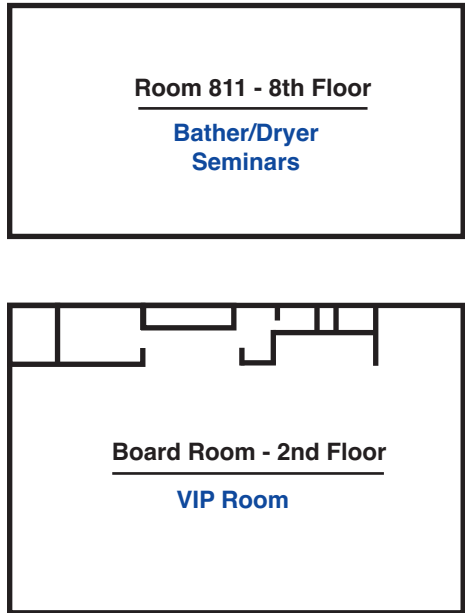 Room 811 - 8th Floor
Bather/Dryer
Seminars
Board Room - 2nd Floor
VIP Room